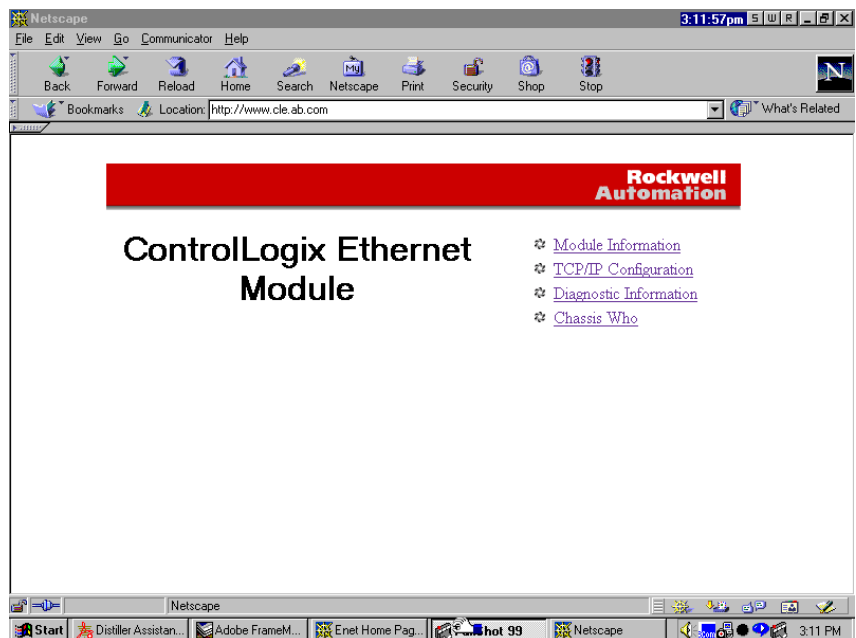 Netscape
3:11:57pm S U R
File Edit View Go Communicator Help
My
Back Forward Reload Home Search Netscape Print Security Shop Stop
N
Bookmarks Location: http://www.cle.ab.com What's Related
Rockwell
Automation
ControlLogix Ethernet
Module
Module Information
TCP/IP Configuration
Diagnostic Information
Chassis Who
Netscape
Start Distiller Assistan... Adobe FrameM... Enet Home Pag... hot 99 Netscape 3:11 PM